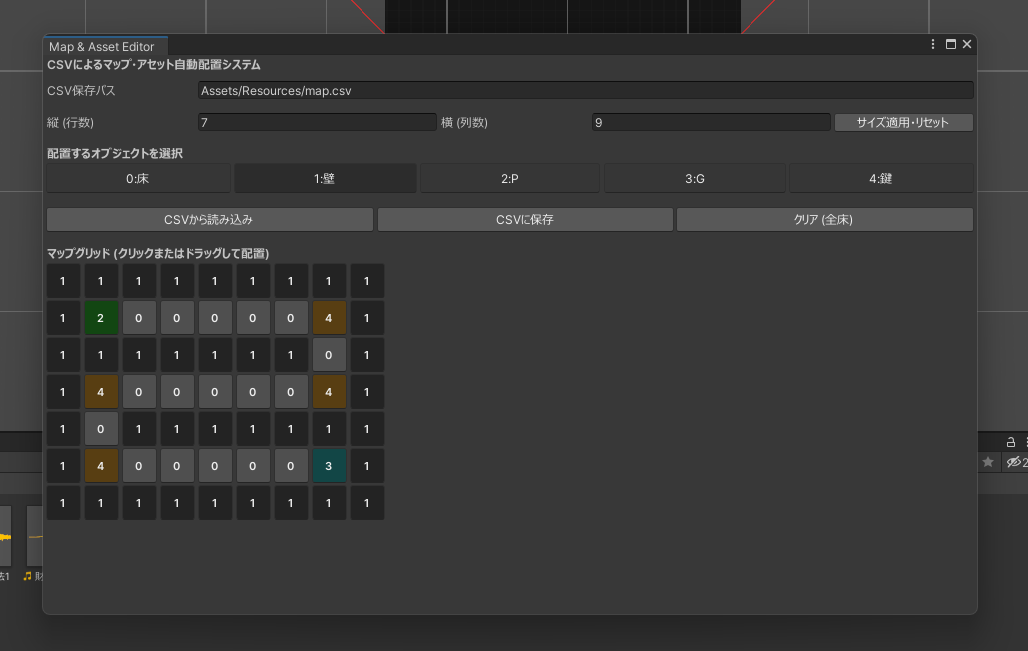 Map & Asset Editor
CSVによるマップ・アセット自動配置システム
CSV保存パス Assets/Resources/map.csv
縦 (行数) 7 横 (列数) 9 サイズ適用・リセット
配置するオブジェクトを選択
0:床 1:壁 2:P 3:G 4:鍵
CSVから読み込み CSVに保存 クリア (全床)
マップグリッド (クリックまたはドラッグして配置)
1 1 1 1 1 1 1 1 1
1 2 0 0 0 0 0 4 1
1 1 1 1 1 1 1 0 1
1 4 0 0 0 0 0 4 1
1 0 1 1 1 1 1 1 1
1 4 0 0 0 0 0 3 1
1 1 1 1 1 1 1 1 1
2
法1 財